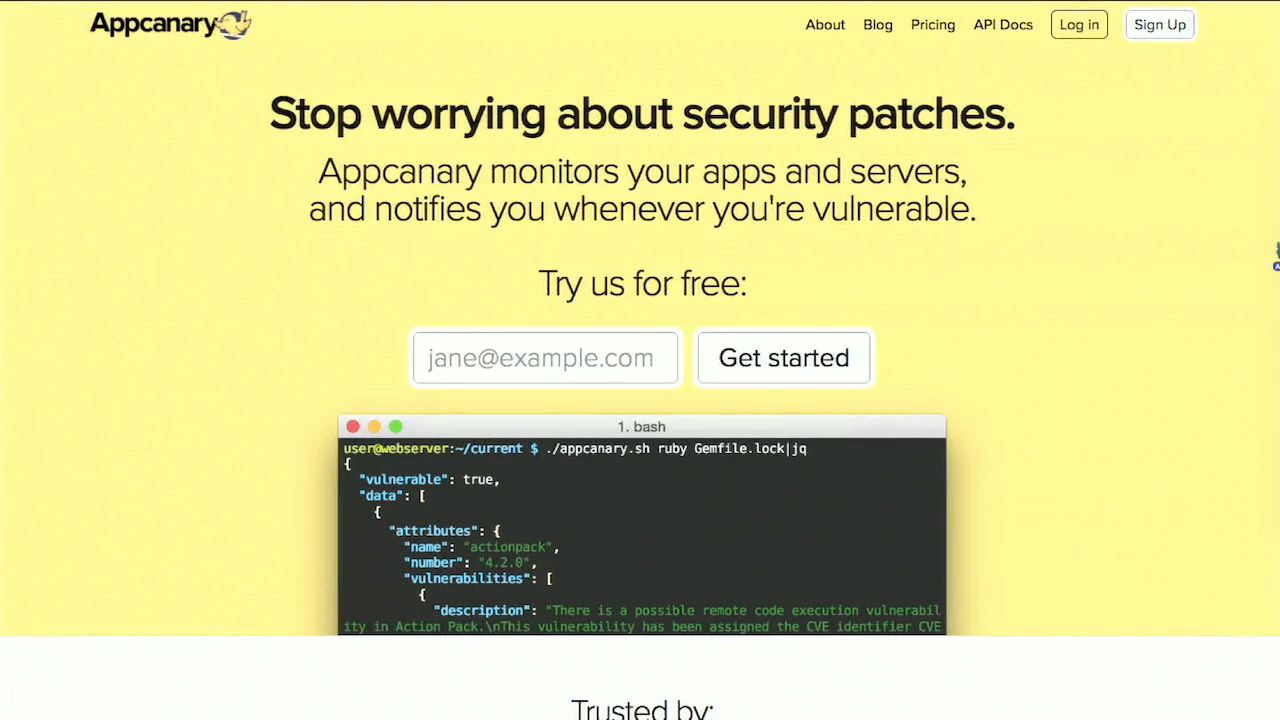 Appcanary
About Blog Pricing API Docs Log in Sign Up
Stop worrying about security patches.
Appcanary monitors your apps and servers,
and notifies you whenever you're vulnerable.
Try us for free:
jane@example.com Get started
1. bash
user@webserver:~/current $ ./appcanary.sh ruby Gemfile.lock|jq
{
"vulnerable": true,
"data": [
{
"attributes": {
"name": "actionpack",
"number": "4.2.0",
"vulnerabilities": [
{
"description": "There is a possible remote code execution vulnerabil
ity in Action Pack.\nThis vulnerability has been assigned the CVE identifier CVE
Trusted by: